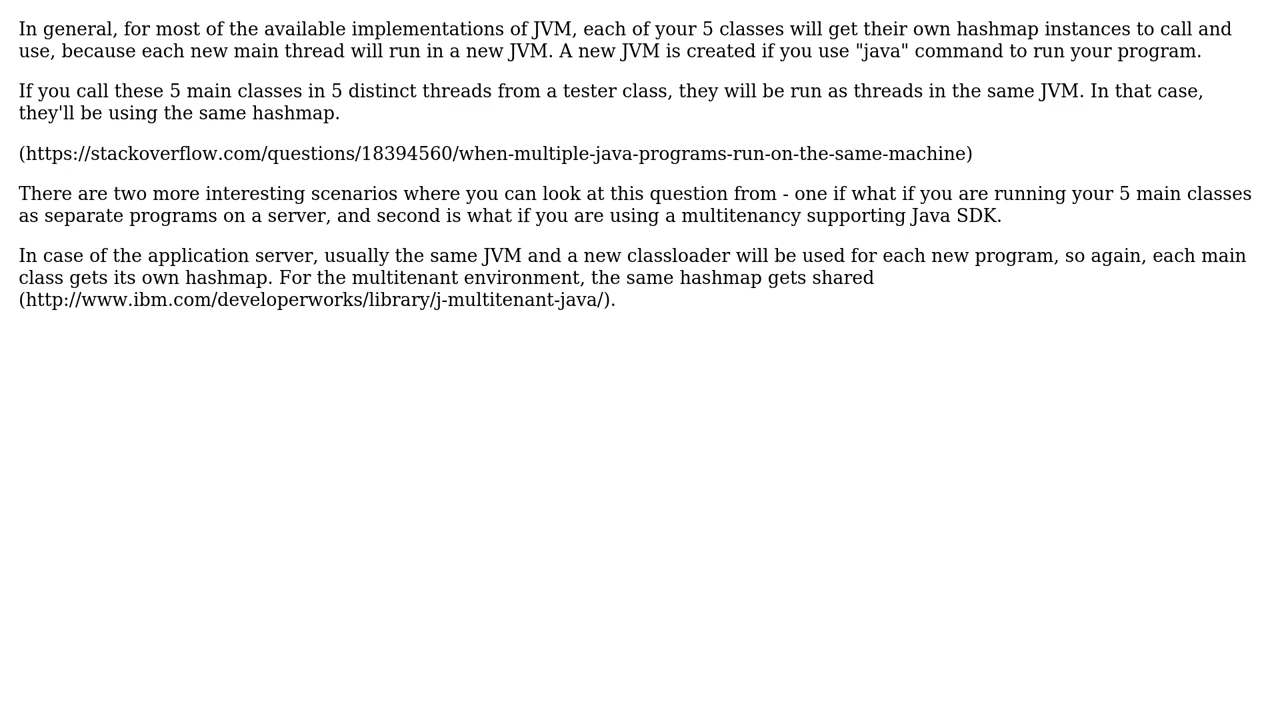 In general, for most of the available implementations of JVM, each of your 5 classes will get their own hashmap instances to call and
use, because each new main thread will run in a new JVM. A new JVM is created if you use "java" command to run your program.
If you call these 5 main classes in 5 distinct threads from a tester class, they will be run as threads in the same JVM. In that case,
they'll be using the same hashmap.
(https://stackoverflow.com/questions/18394560/when-multiple-java-programs-run-on-the-same-machine)
There are two more interesting scenarios where you can look at this question from - one if what if you are running your 5 main classes
as separate programs on a server, and second is what if you are using a multitenancy supporting Java SDK.
In case of the application server, usually the same JVM and a new classloader will be used for each new program, so again, each main
class gets its own hashmap. For the multitenant environment, the same hashmap gets shared
(http://www.ibm.com/developerworks/library/j-multitenant-java/).